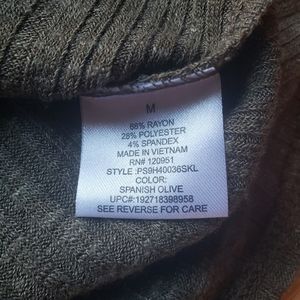 M
68% RAYON
28% POLYESTER
4% SPANDEX
MADE IN VIETNAM
RN# 120951
STYLE :PS9H40036SKL
COLOR:
SPANISH OLIVE
UPC#:192718398958
SEE REVERSE FOR CARE